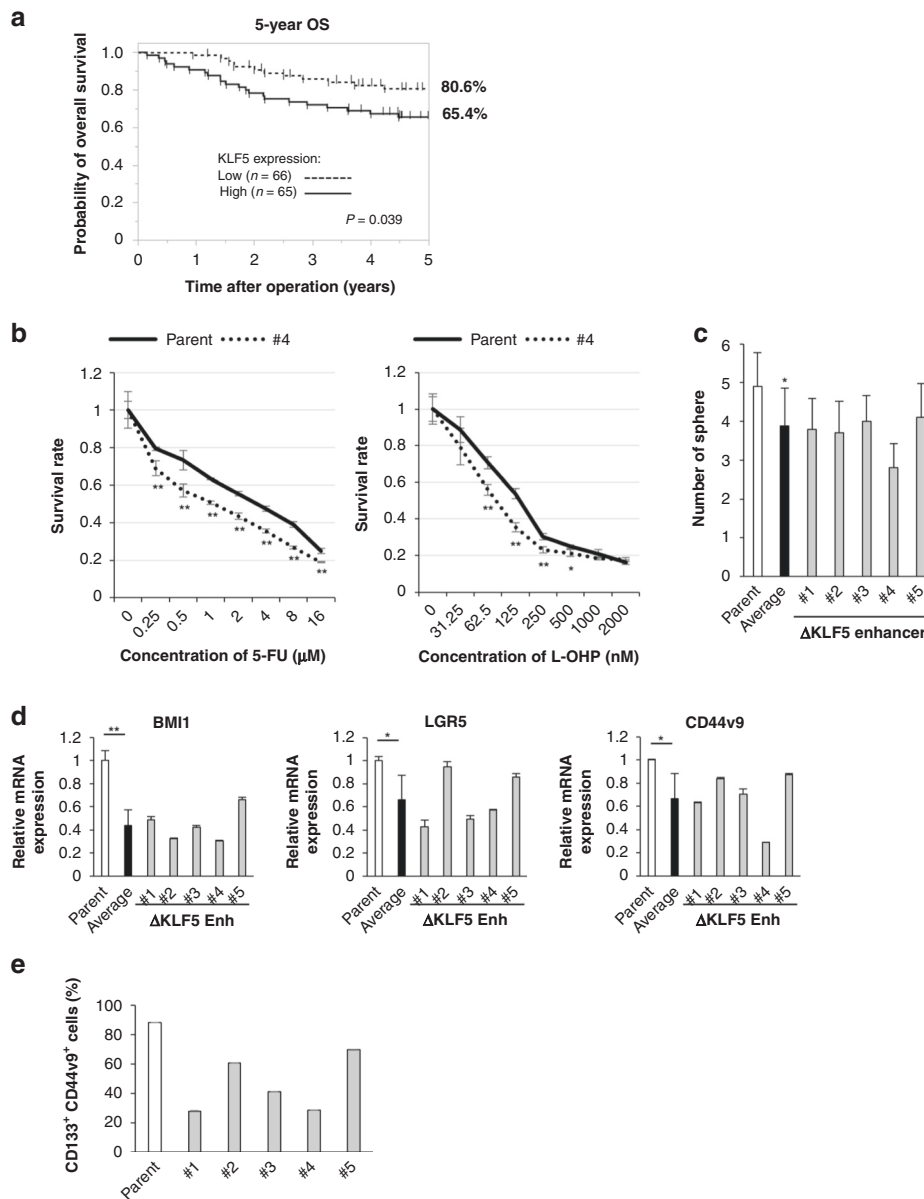 a
5-year OS
Probability of overall survival
1.0
0.8
0.6
0.4
0.2
0
80.6%
65.4%
KLF5 expression:
Low (n = 66)
High (n = 65)
P = 0.039
0 1 2 3 4 5
Time after operation (years)
b
Parent #4
Survival rate
1.2
1
0.8
0.6
0.4
0.2
0
** ** ** ** ** ** **
0 0.25 0.5 1 2 4 8 16
Concentration of 5-FU (μM)
Parent #4
Survival rate
1.2
1
0.8
0.6
0.4
0.2
0
** ** ** *
0 31.25 62.5 125 250 500 1000 2000
Concentration of L-OHP (nM)
c
Number of sphere
6
5
4
3
2
1
0
*
Parent Average #1 #2 #3 #4 #5
ΔKLF5 enhancer
d
BMI1
Relative mRNA
expression
1.2
1
0.8
0.6
0.4
0.2
0
**
Parent Average #1 #2 #3 #4 #5
ΔKLF5 Enh
LGR5
Relative mRNA
expression
1.2
1
0.8
0.6
0.4
0.2
0
*
Parent Average #1 #2 #3 #4 #5
ΔKLF5 Enh
CD44v9
Relative mRNA
expression
1.2
1
0.8
0.6
0.4
0.2
0
*
Parent Average #1 #2 #3 #4 #5
ΔKLF5 Enh
e
CD133+ CD44v9+ cells (%)
100
80
60
40
20
0
Parent #1 #2 #3 #4 #5